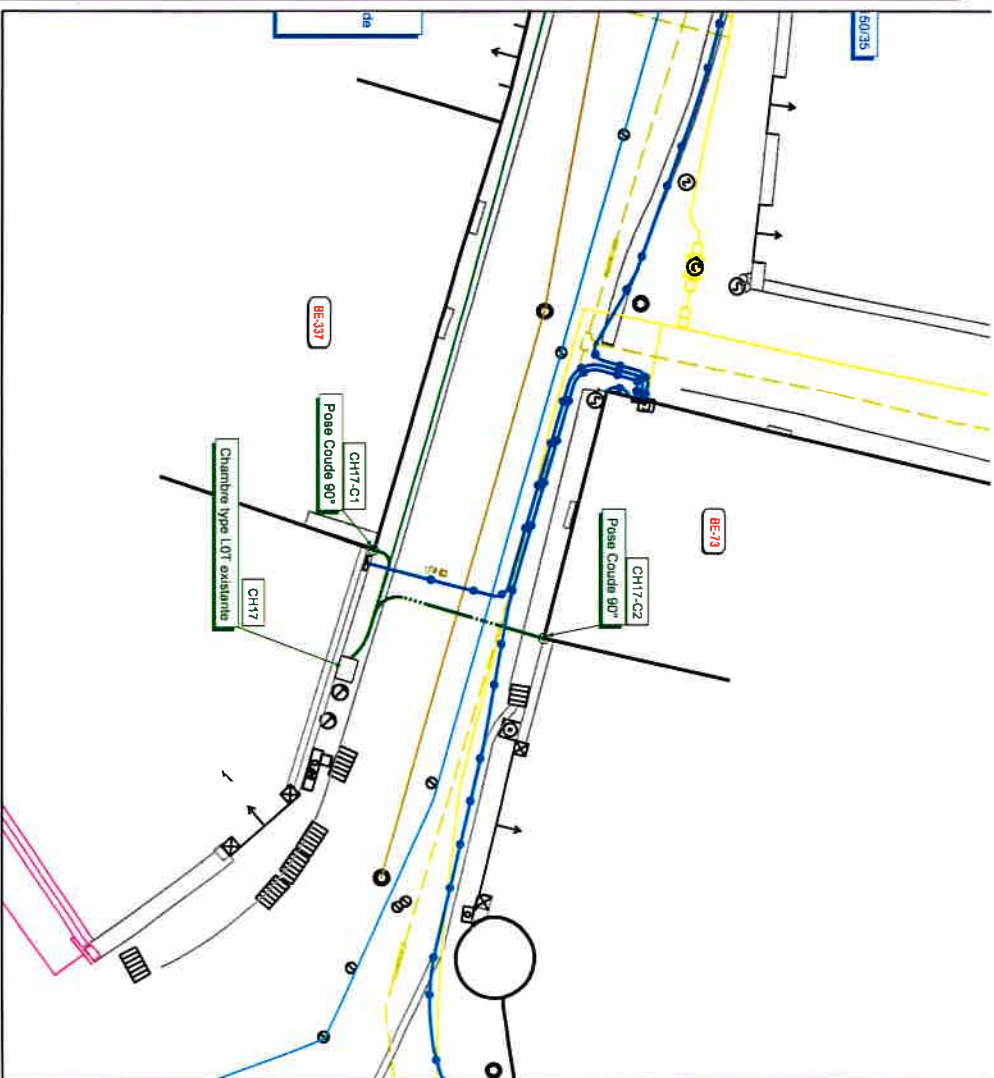 de
50/35
BE-337
CH17-C1
Pose Coude 90°
CH17
Chambre type L0T existante
BE-73
CH17-C2
Pose Coude 90°
1